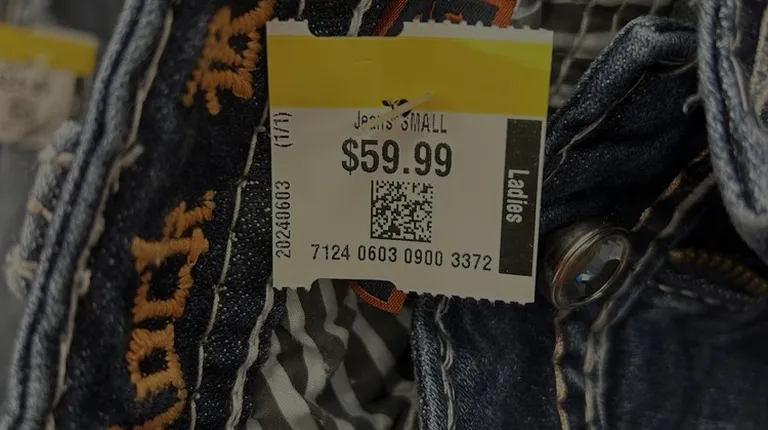 Jeans SMALL
$59.99
7124 0603 0900 3372
20240603 (1/1)
Ladies